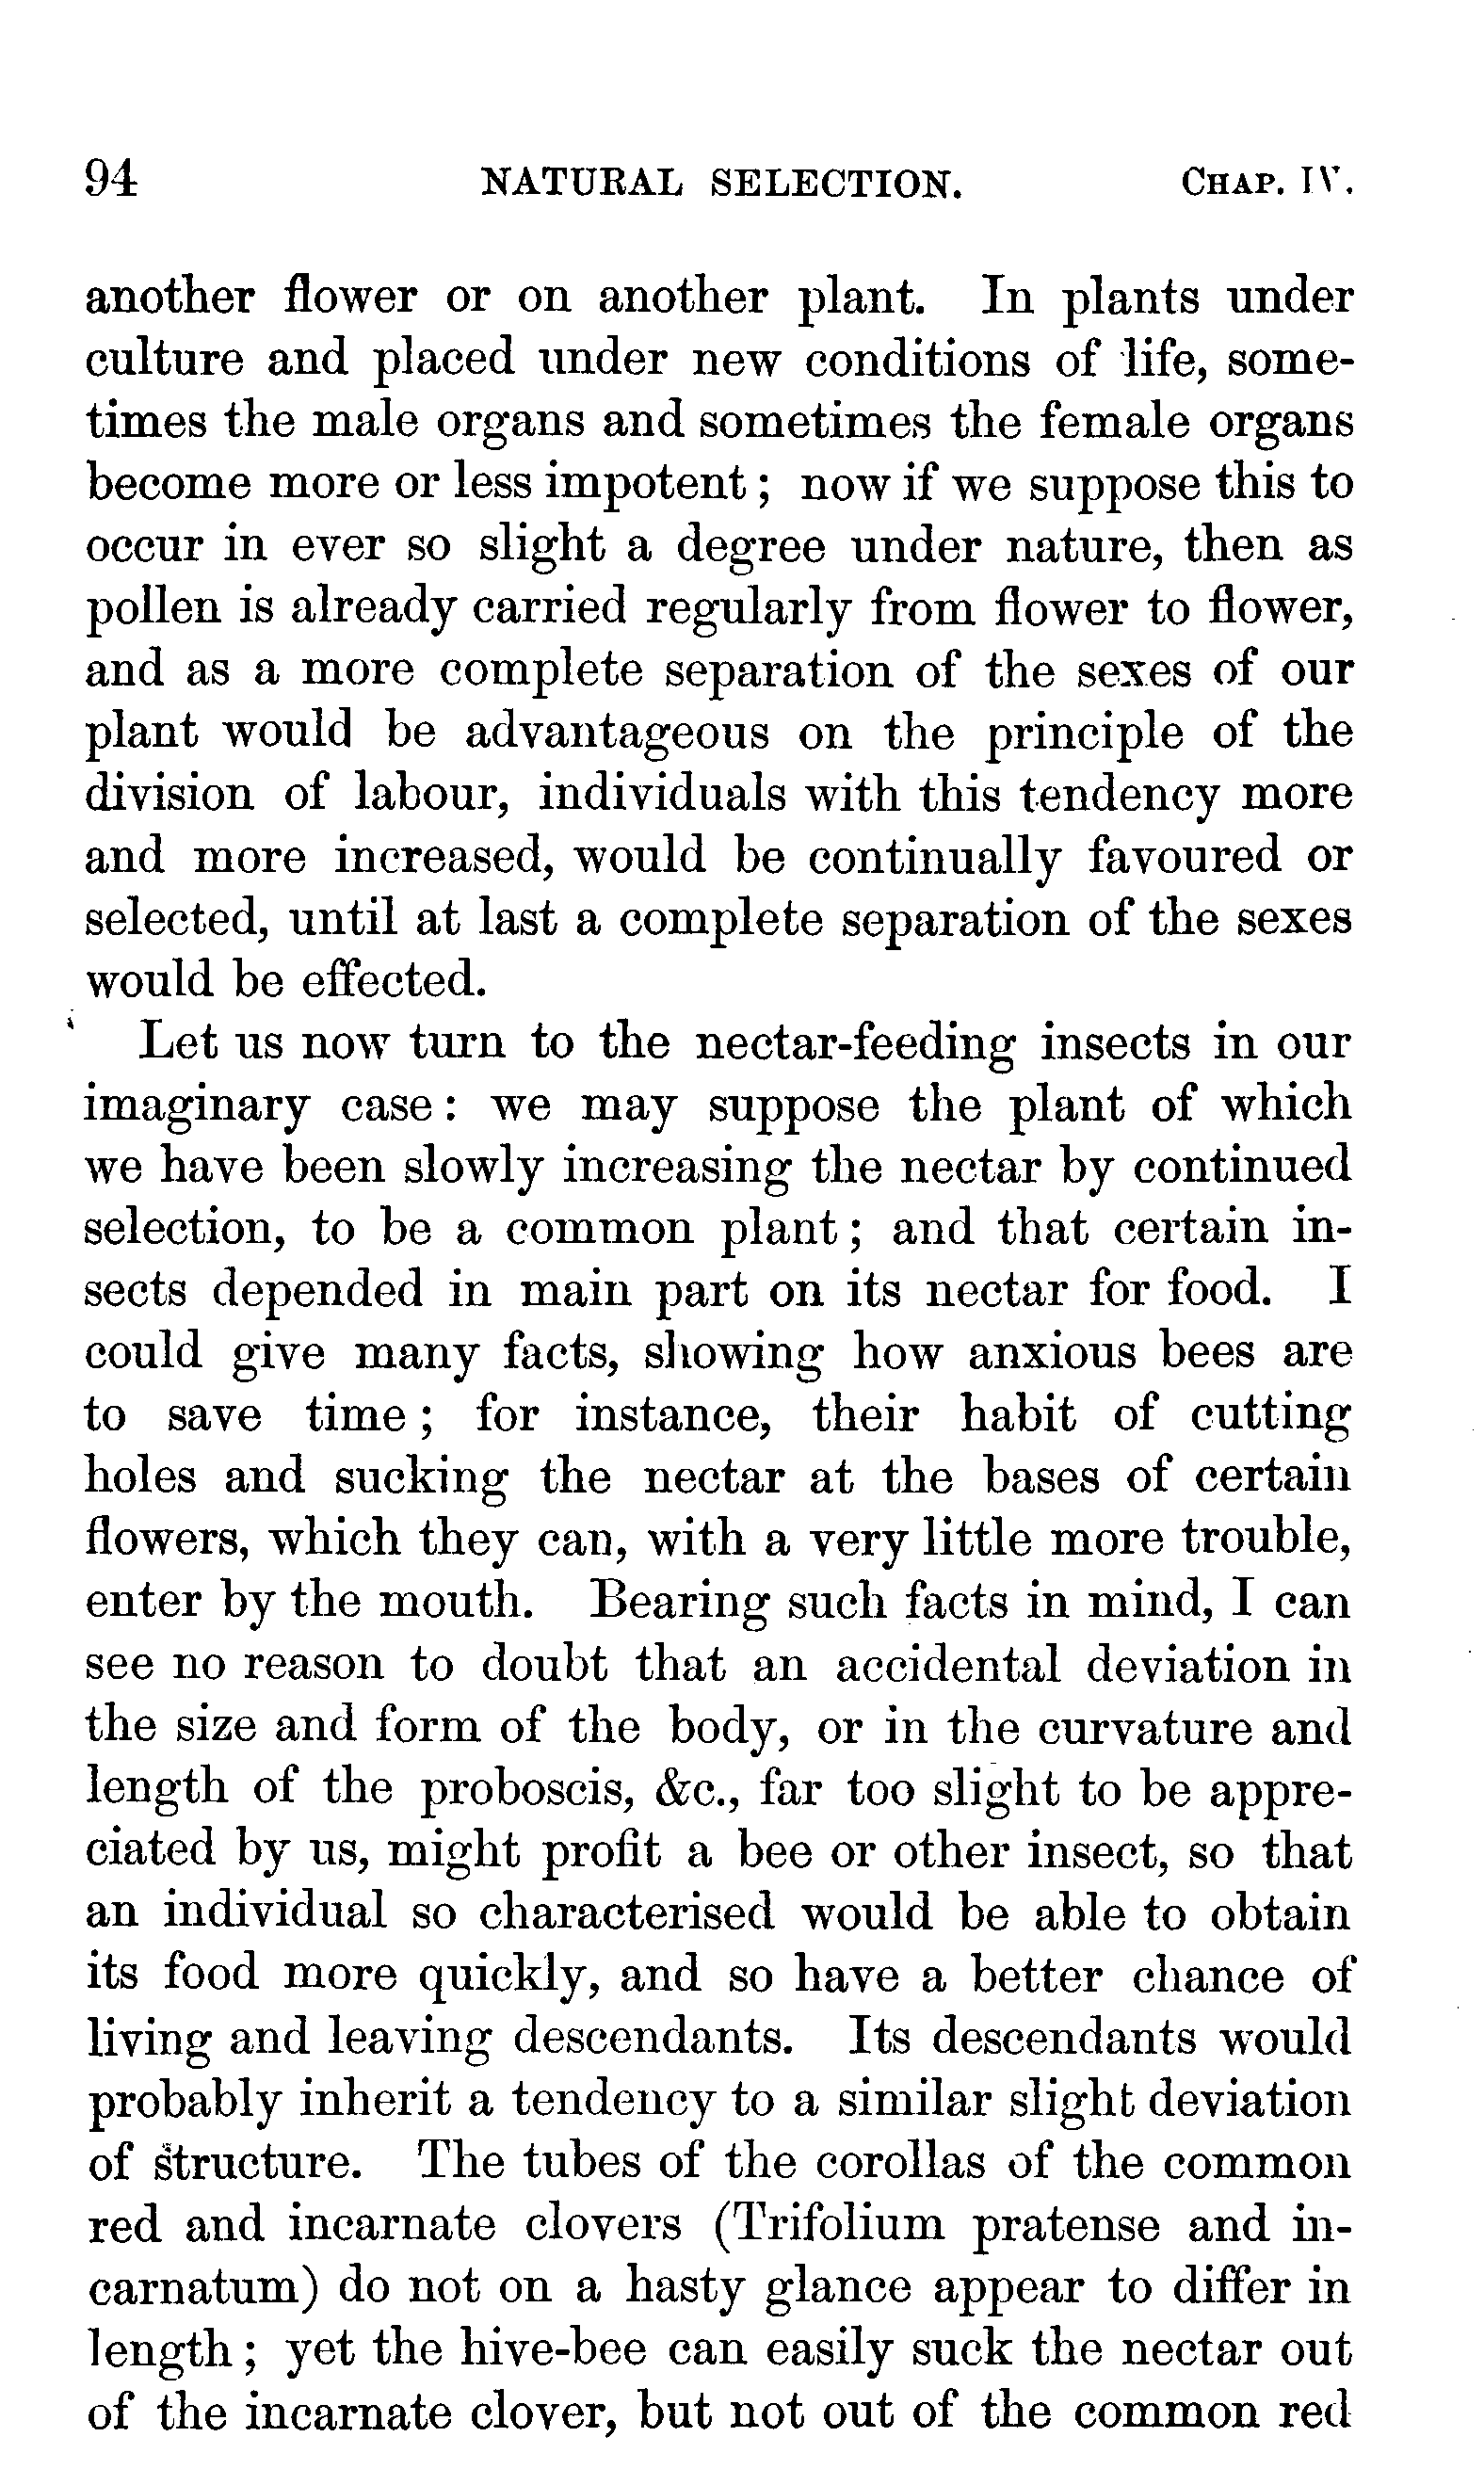 94 NATURAL SELECTION. CHAP. IV.
another flower or on another plant. In plants under
culture and placed under new conditions of life, some-
times the male organs and sometimes the female organs
become more or less impotent; now if we suppose this to
occur in ever so slight a degree under nature, then as
pollen is already carried regularly from flower to flower,
and as a more complete separation of the sexes of our
plant would be advantageous on the principle of the
division of labour, individuals with this tendency more
and more increased, would be continually favoured or
selected, until at last a complete separation of the sexes
would be effected.
Let us now turn to the nectar-feeding insects in our
imaginary case: we may suppose the plant of which
we have been slowly increasing the nectar by continued
selection, to be a common plant; and that certain in-
sects depended in main part on its nectar for food. I
could give many facts, showing how anxious bees are
to save time; for instance, their habit of cutting
holes and sucking the nectar at the bases of certain
flowers, which they can, with a very little more trouble,
enter by the mouth. Bearing such facts in mind, I can
see no reason to doubt that an accidental deviation in
the size and form of the body, or in the curvature and
length of the proboscis, &c., far too slight to be appre-
ciated by us, might profit a bee or other insect, so that
an individual so characterised would be able to obtain
its food more quickly, and so have a better chance of
living and leaving descendants. Its descendants would
probably inherit a tendency to a similar slight deviation
of structure. The tubes of the corollas of the common
red and incarnate clovers (Trifolium pratense and in-
carnatum) do not on a hasty glance appear to differ in
length; yet the hive-bee can easily suck the nectar out
of the incarnate clover, but not out of the common red